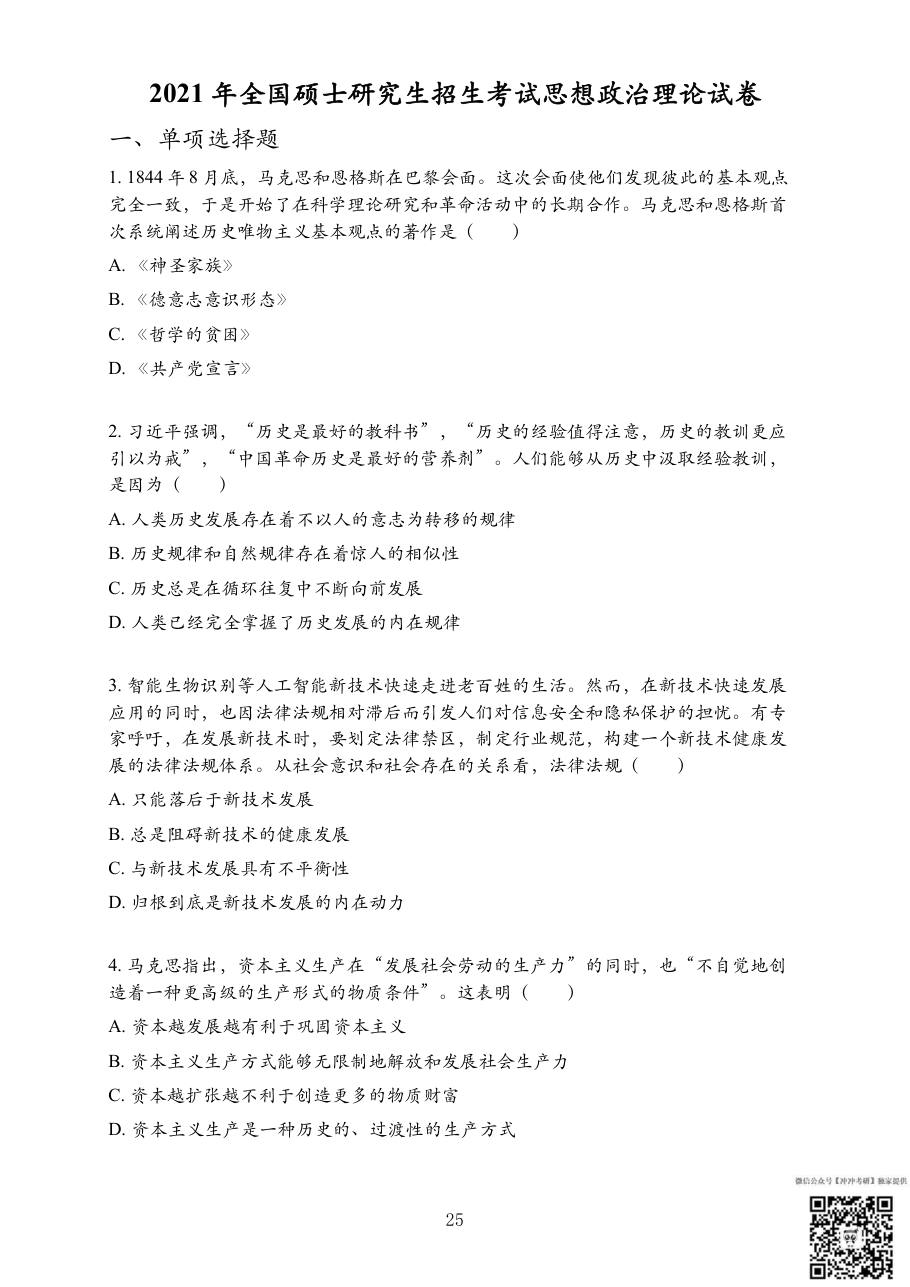 2021 年全国硕士研究生招生考试思想政治理论试卷
一、单项选择题
1. 1844 年 8 月底，马克思和恩格斯在巴黎会面。这次会面使他们发现彼此的基本观点
完全一致，于是开始了在科学理论研究和革命活动中的长期合作。马克思和恩格斯首
次系统阐述历史唯物主义基本观点的著作是（　　）
A. 《神圣家族》
B. 《德意志意识形态》
C. 《哲学的贫困》
D. 《共产党宣言》
2. 习近平强调，“历史是最好的教科书”，“历史的经验值得注意，历史的教训更应
引以为戒”，“中国革命历史是最好的营养剂”。人们能够从历史中汲取经验教训，
是因为（　　）
A. 人类历史发展存在着不以人的意志为转移的规律
B. 历史规律和自然规律存在着惊人的相似性
C. 历史总是在循环往复中不断向前发展
D. 人类已经完全掌握了历史发展的内在规律
3. 智能生物识别等人工智能新技术快速走进老百姓的生活。然而，在新技术快速发展
应用的同时，也因法律法规相对滞后而引发人们对信息安全和隐私保护的担忧。有专
家呼吁，在发展新技术时，要划定法律禁区，制定行业规范，构建一个新技术健康发
展的法律法规体系。从社会意识和社会存在的关系看，法律法规（　　）
A. 只能落后于新技术发展
B. 总是阻碍新技术的健康发展
C. 与新技术发展具有不平衡性
D. 归根到底是新技术发展的内在动力
4. 马克思指出，资本主义生产在“发展社会劳动的生产力”的同时，也“不自觉地创
造着一种更高级的生产形式的物质条件”。这表明（　　）
A. 资本越发展越有利于巩固资本主义
B. 资本主义生产方式能够无限制地解放和发展社会生产力
C. 资本越扩张越不利于创造更多的物质财富
D. 资本主义生产是一种历史的、过渡性的生产方式
微信公众号【冲冲考研】独家提供
25